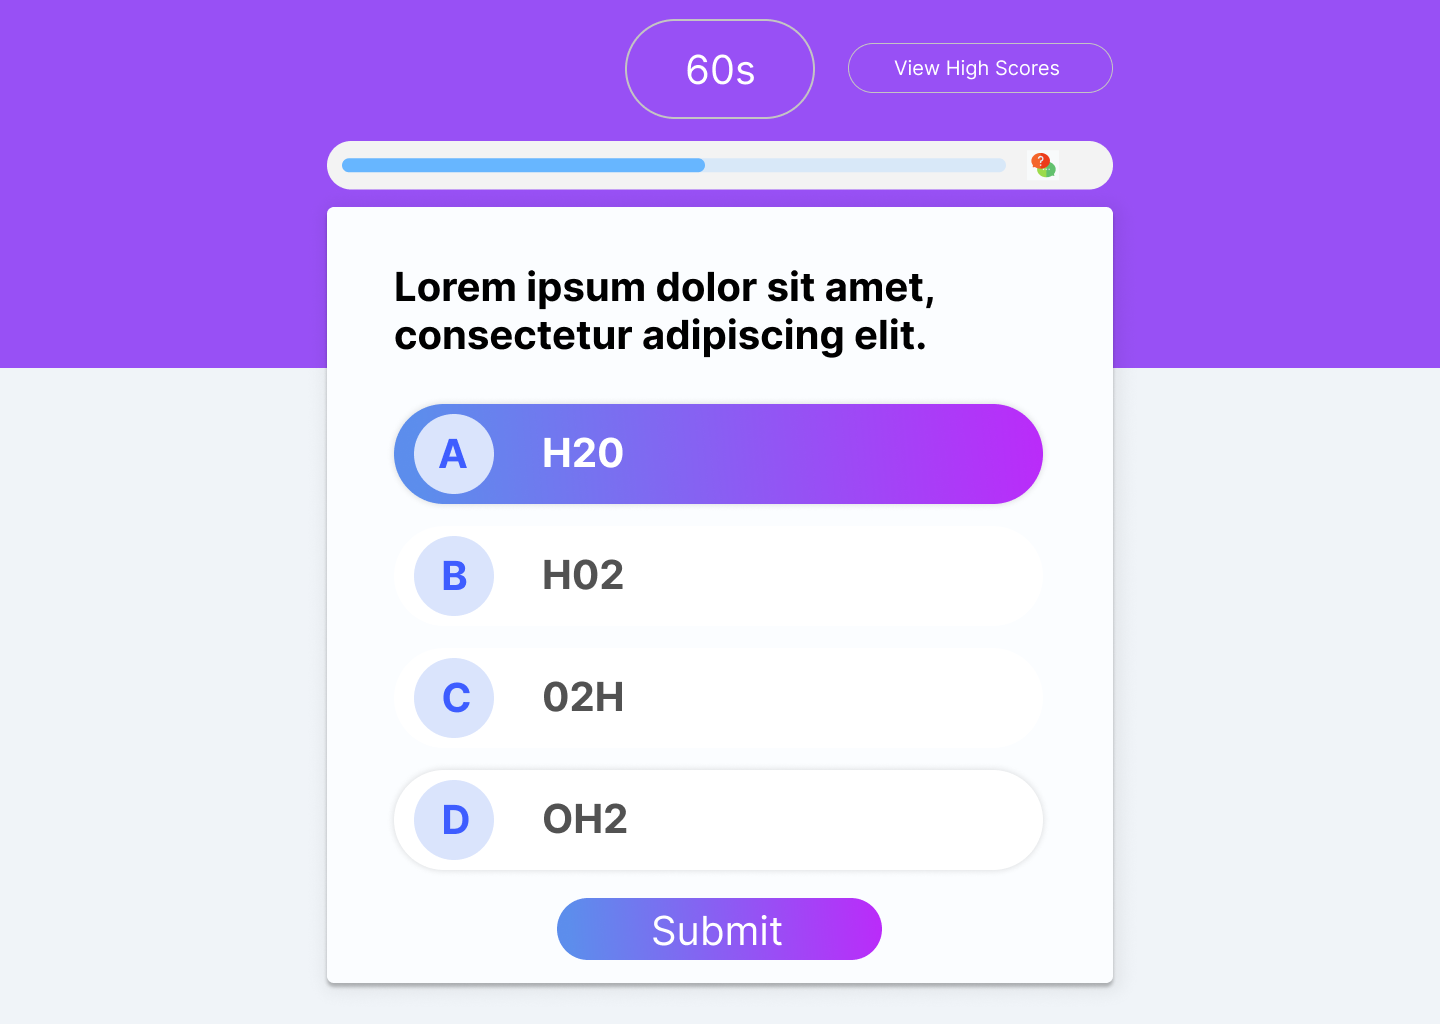 60s
View High Scores
?
Lorem ipsum dolor sit amet,
consectetur adipiscing elit.
A H20
B H02
C 02H
D OH2
Submit